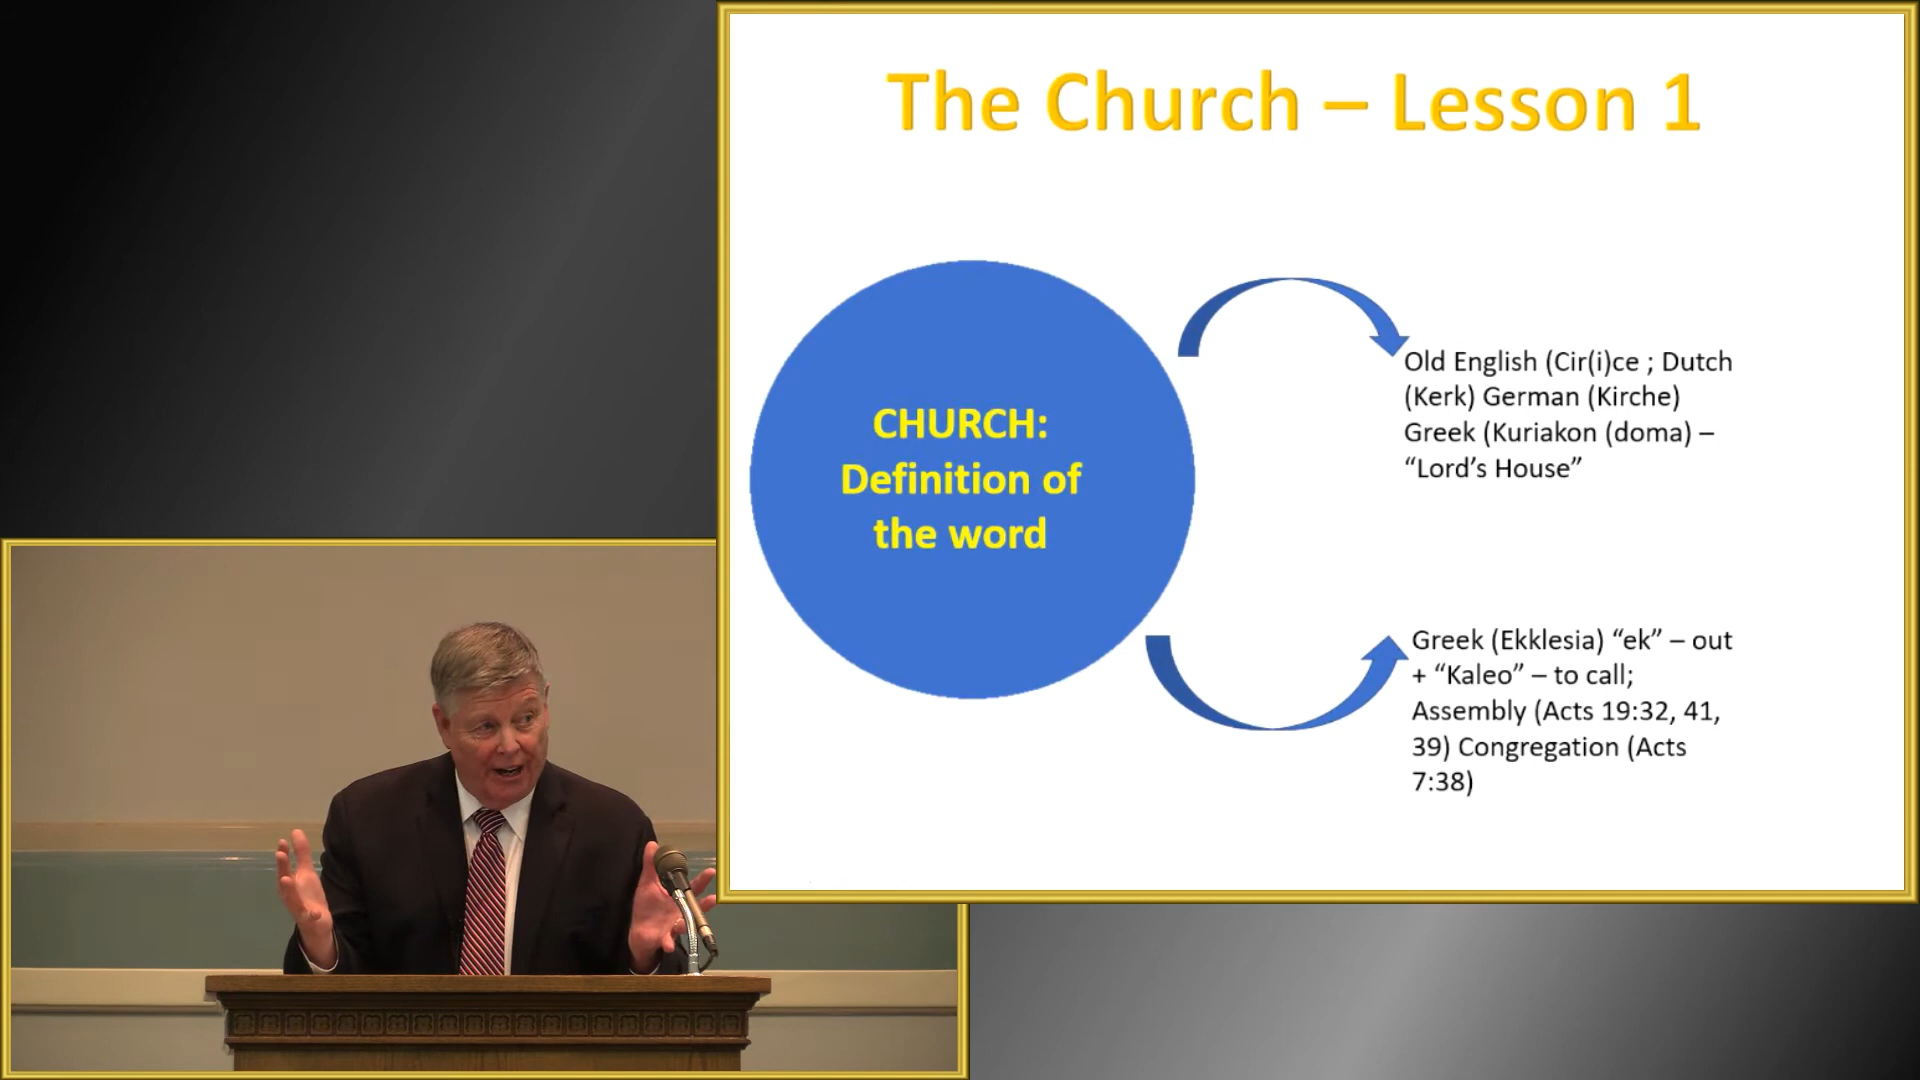 The Church – Lesson 1
CHURCH:
Definition of
the word
Old English (Cir(i)ce ; Dutch
(Kerk) German (Kirche)
Greek (Kuriakon (doma) –
“Lord’s House”
Greek (Ekklesia) “ek” – out
+ “Kaleo” – to call;
Assembly (Acts 19:32, 41,
39) Congregation (Acts
7:38)